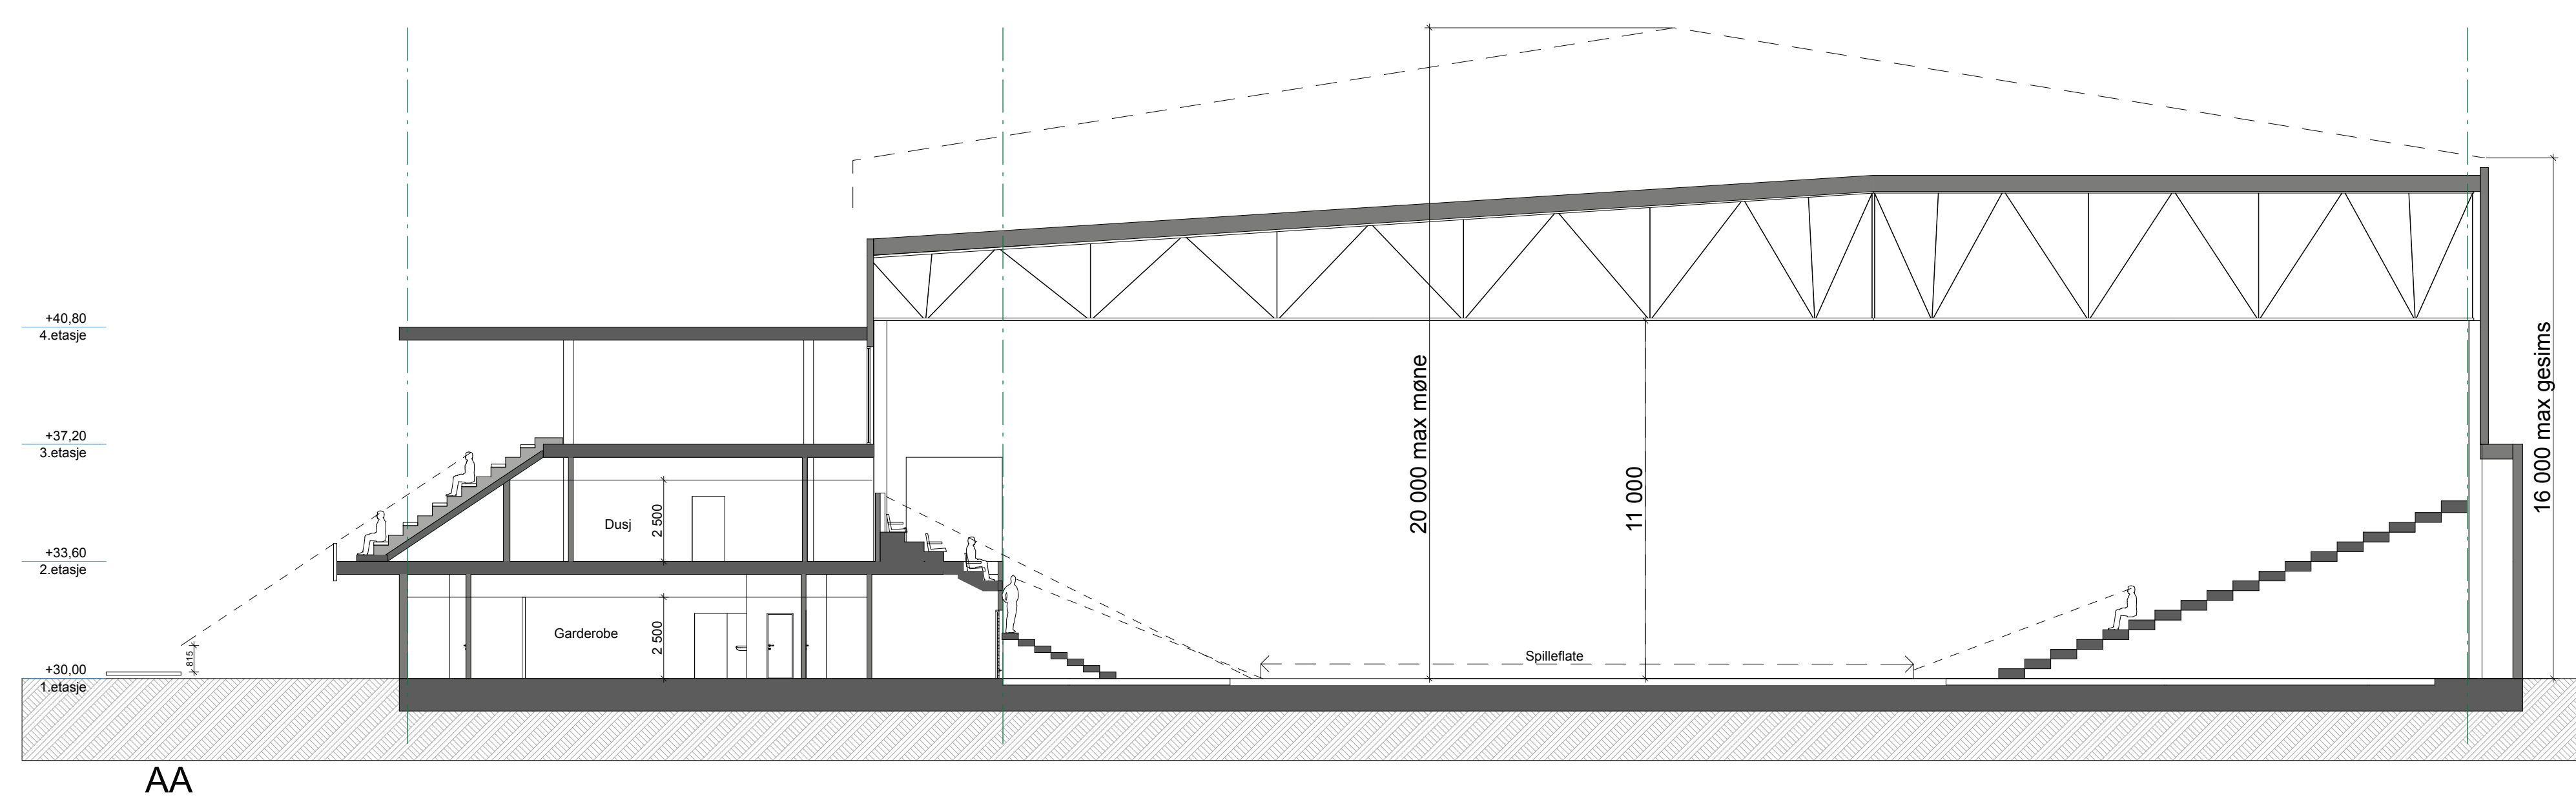 +40,80
4.etasje
+37,20
3.etasje
+33,60
2.etasje
+30,00
1.etasje
815
Dusj
2 500
Garderobe
2 500
20 000 max møne
11 000
Spilleflate
16 000 max gesims
AA